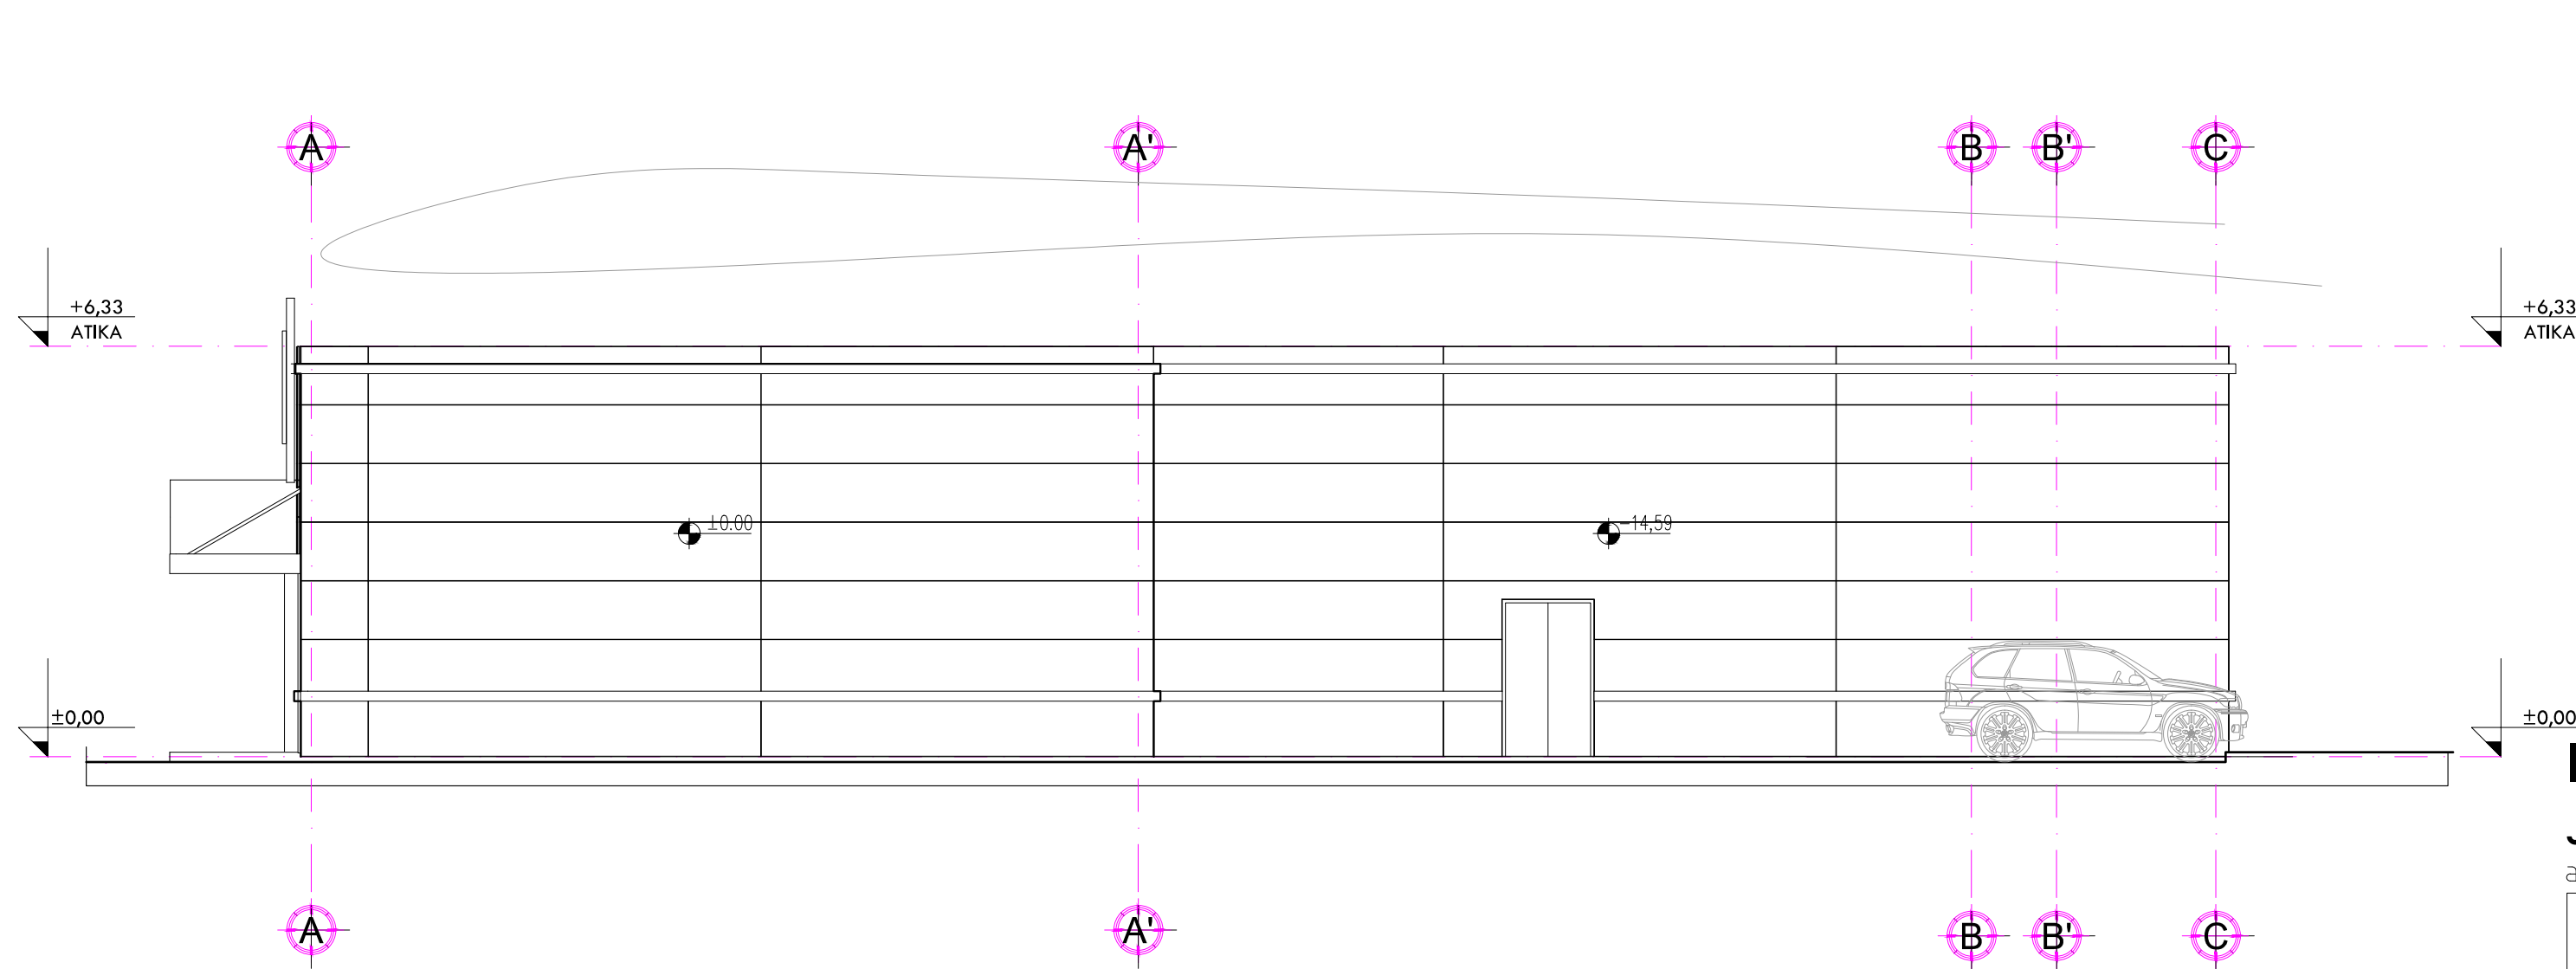 A A' B B' C
+6,33 +6,33
ATIKA ATIKA
±0.00 -14,59
±0,00 ±0,00
A A' B B' C